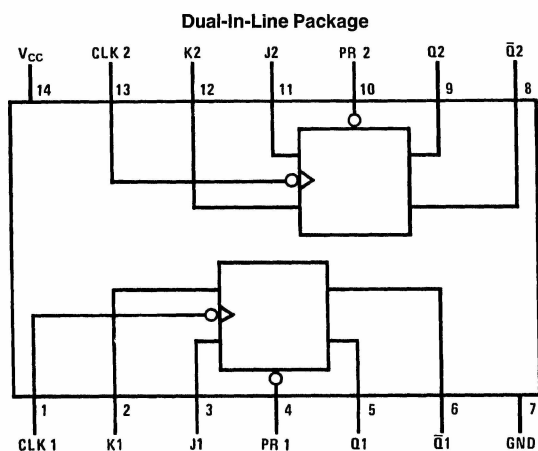 Dual-In-Line Package
V_CC CLK 2 K2 J2 PR 2 Q2 Q̅2
14 13 12 11 10 9 8
1 2 3 4 5 6 7
CLK 1 K1 J1 PR 1 Q1 Q̅1 GND